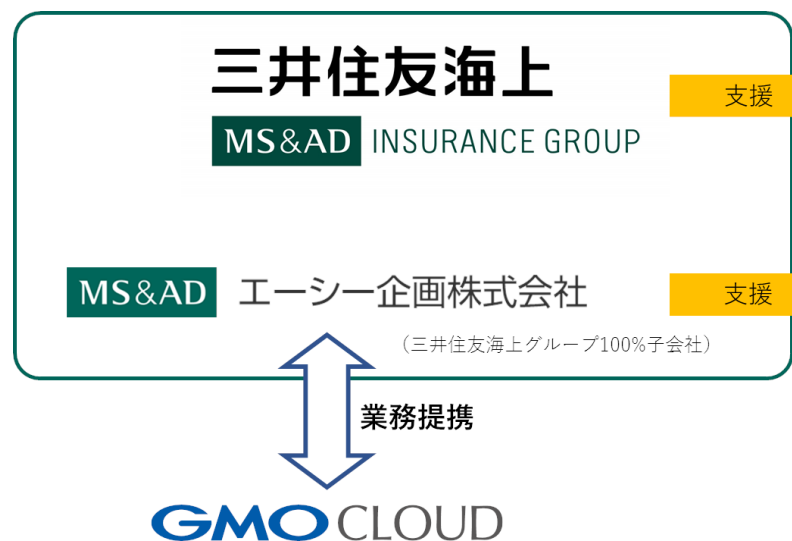 三井住友海上
支援
MS&AD INSURANCE GROUP
MS&AD エーシー企画株式会社
支援
（三井住友海上グループ100%子会社）
業務提携
GMO CLOUD